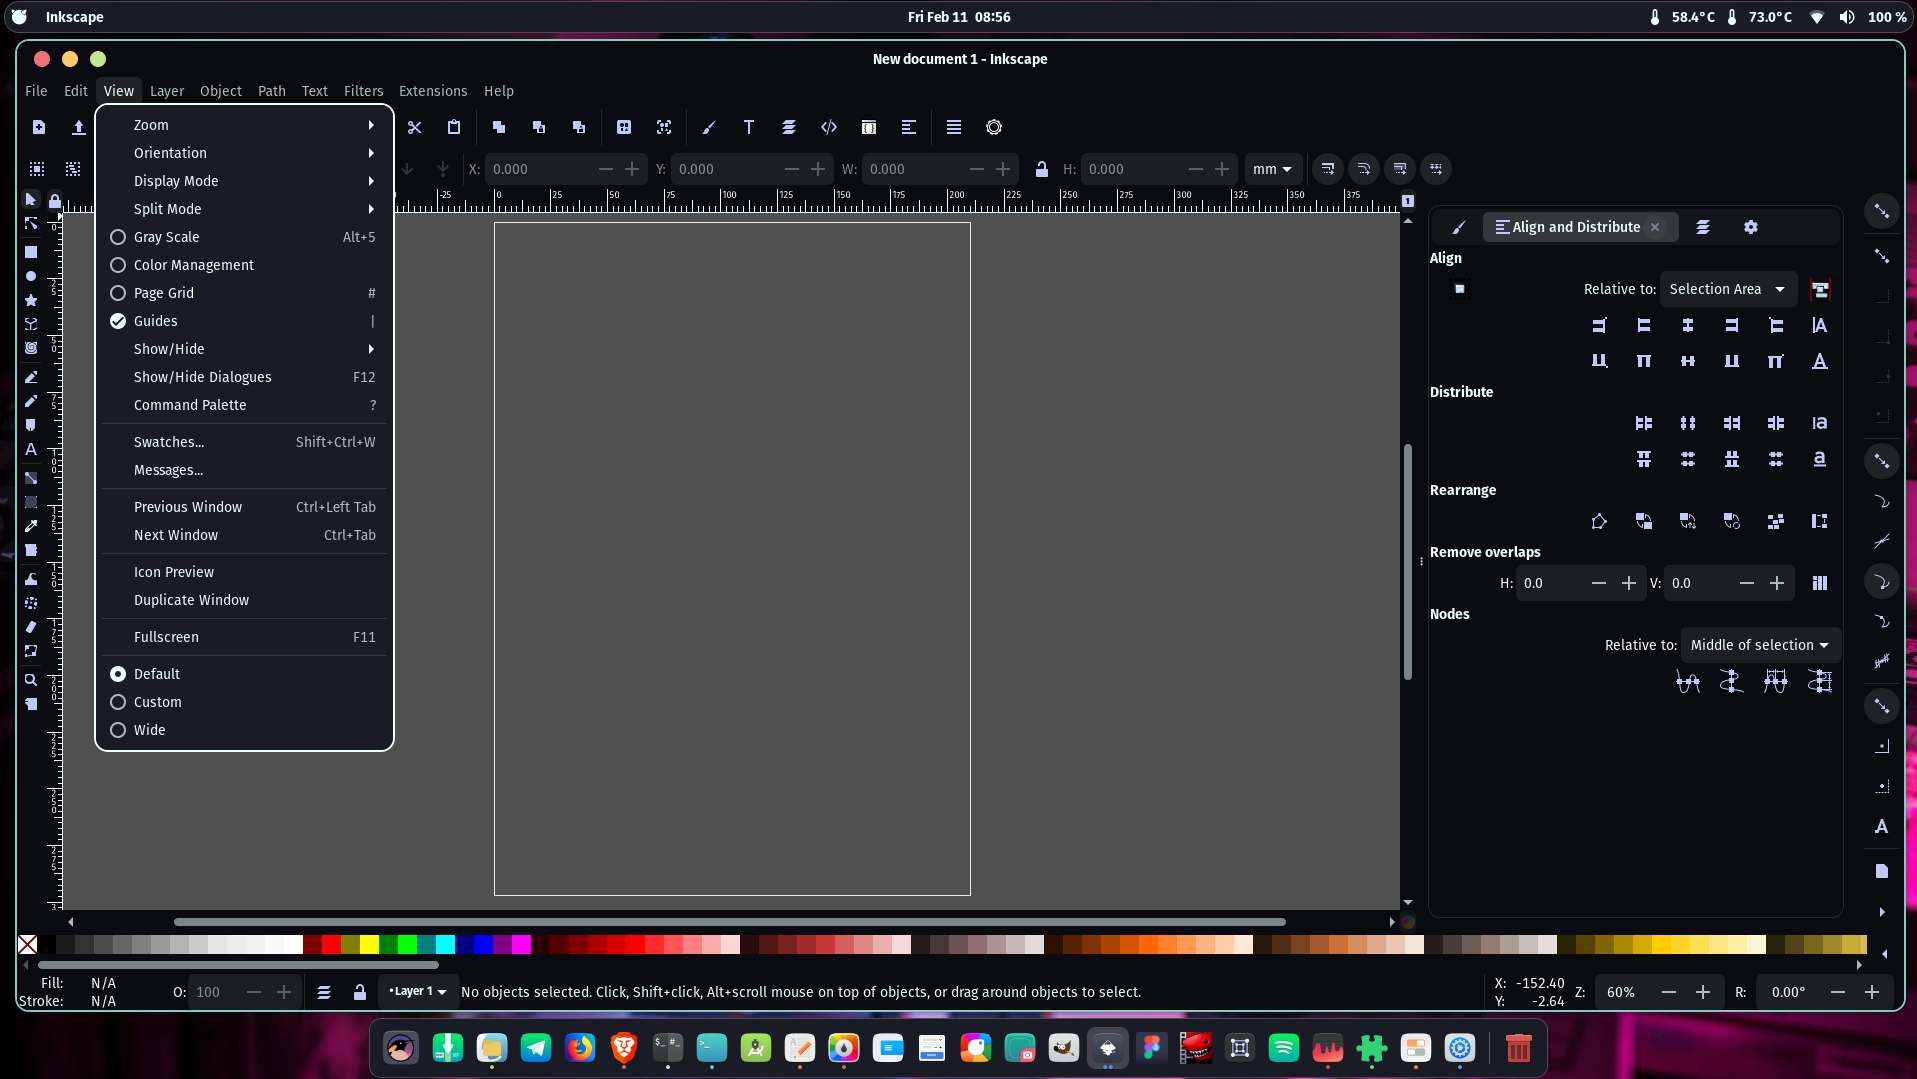 Inkscape
Fri Feb 11 08:56
58.4°C 73.0°C 100 %
New document 1 - Inkscape
File Edit View Layer Object Path Text Filters Extensions Help
X: 0.000 Y: 0.000 W: 0.000 H: 0.000 mm
-25 0 25 50 75 100 125 150 175 200 225 250 275 300 325 350 375
1
Zoom
Orientation
Display Mode
Split Mode
Gray Scale Alt+5
Color Management
Page Grid #
Guides |
Show/Hide
Show/Hide Dialogues F12
Command Palette ?
Swatches... Shift+Ctrl+W
Messages...
Previous Window Ctrl+Left Tab
Next Window Ctrl+Tab
Icon Preview
Duplicate Window
Fullscreen F11
Default
Custom
Wide
Align and Distribute
Align
Relative to: Selection Area
Distribute
Rearrange
Remove overlaps
H: 0.0 V: 0.0
Nodes
Relative to: Middle of selection
Fill: N/A
Stroke: N/A
O: 100
•Layer 1
No objects selected. Click, Shift+click, Alt+scroll mouse on top of objects, or drag around objects to select.
X: -152.40
Y: -2.64
Z: 60%
R: 0.00°